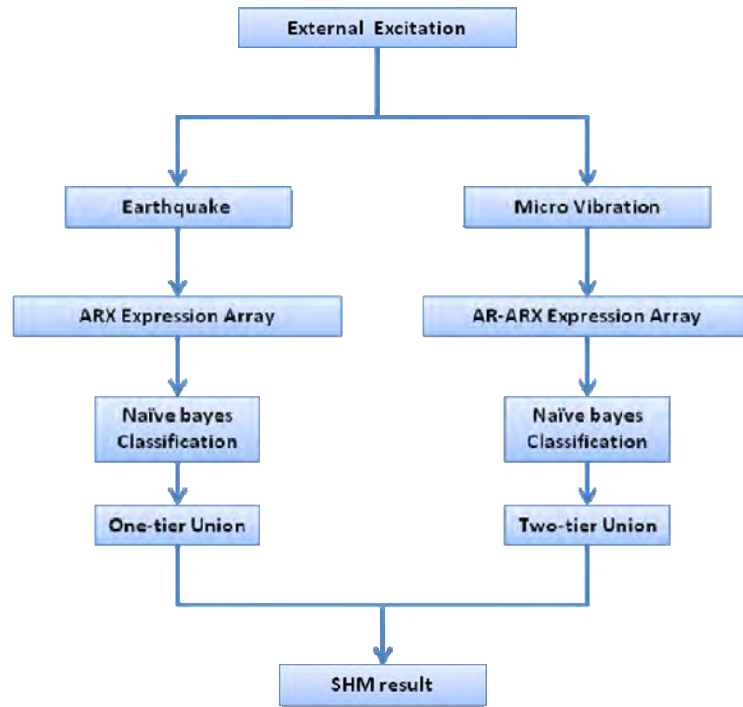 External Excitation
Earthquake
Micro Vibration
ARX Expression Array
AR-ARX Expression Array
Naïve bayes
Classification
Naïve bayes
Classification
One-tier Union
Two-tier Union
SHM result